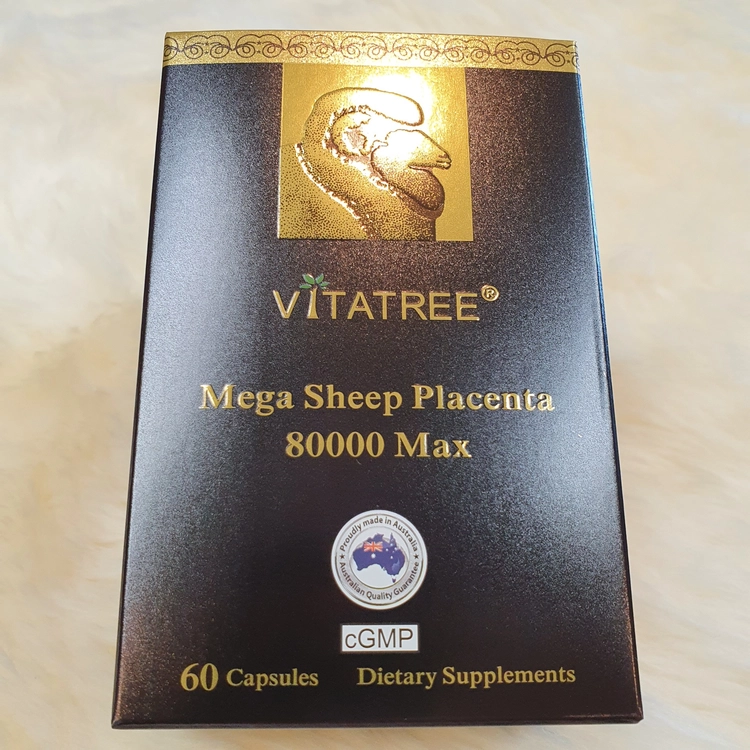 VITATREE®
Mega Sheep Placenta
80000 Max
Proudly made in Australia
Australian Quality Guarantee
cGMP
60 Capsules Dietary Supplements